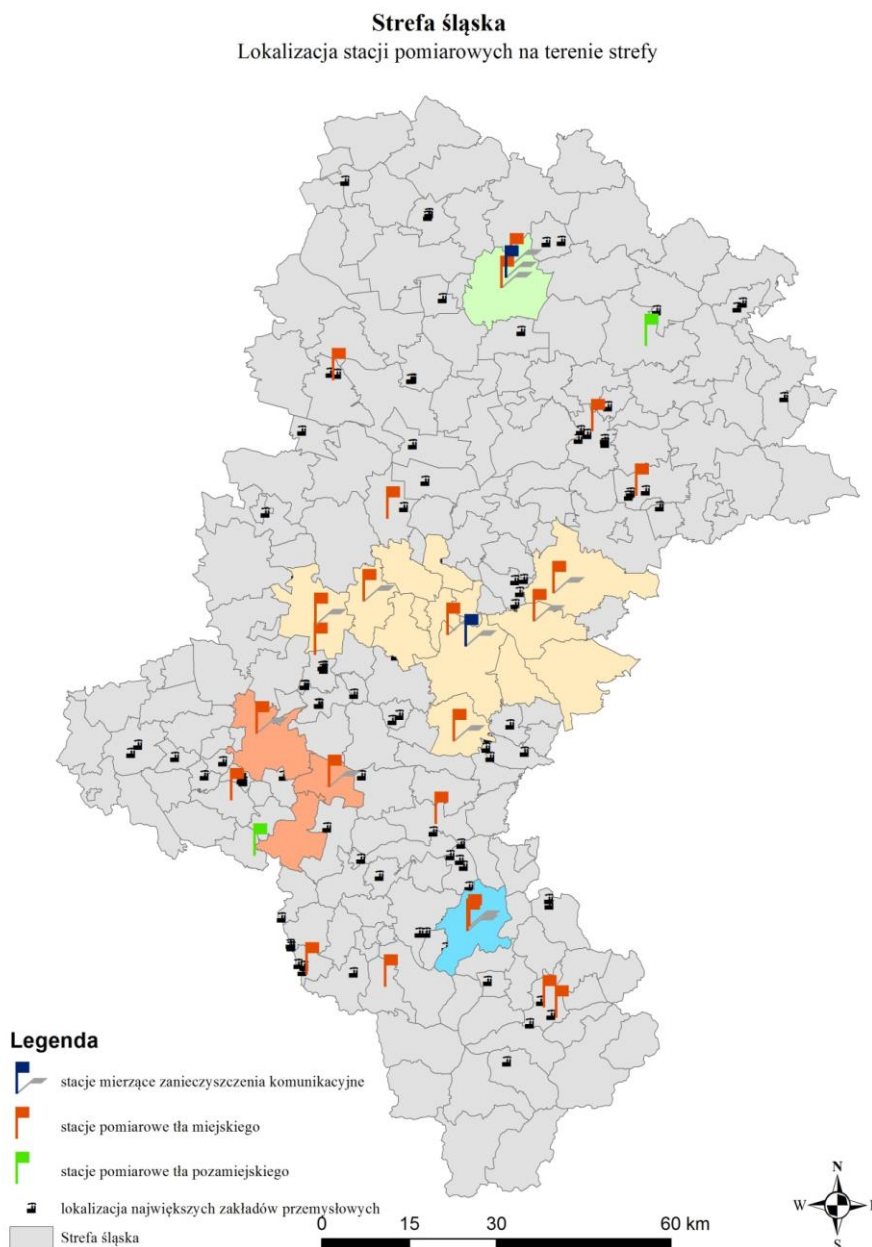 Strefa śląska
Lokalizacja stacji pomiarowych na terenie strefy
Legenda
stacje mierzące zanieczyszczenia komunikacyjne
stacje pomiarowe tła miejskiego
stacje pomiarowe tła pozamiejskiego
lokalizacja największych zakładów przemysłowych
Strefa śląska
0 15 30 60 km
N
W
S